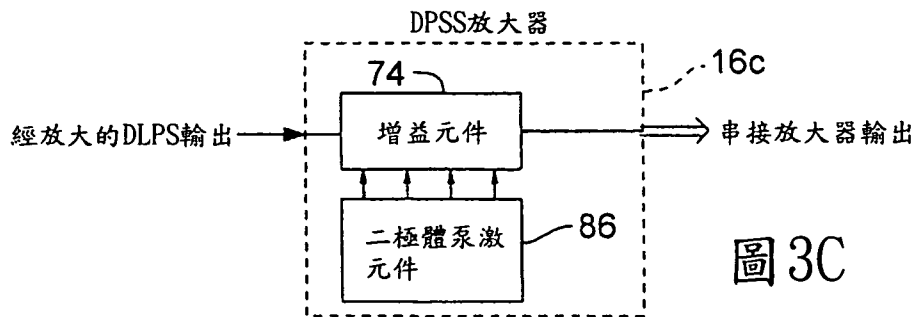 DPSS放大器
16c
74
經放大的DLPS輸出
增益元件
串接放大器輸出
二極體泵激
元件
86
圖3C